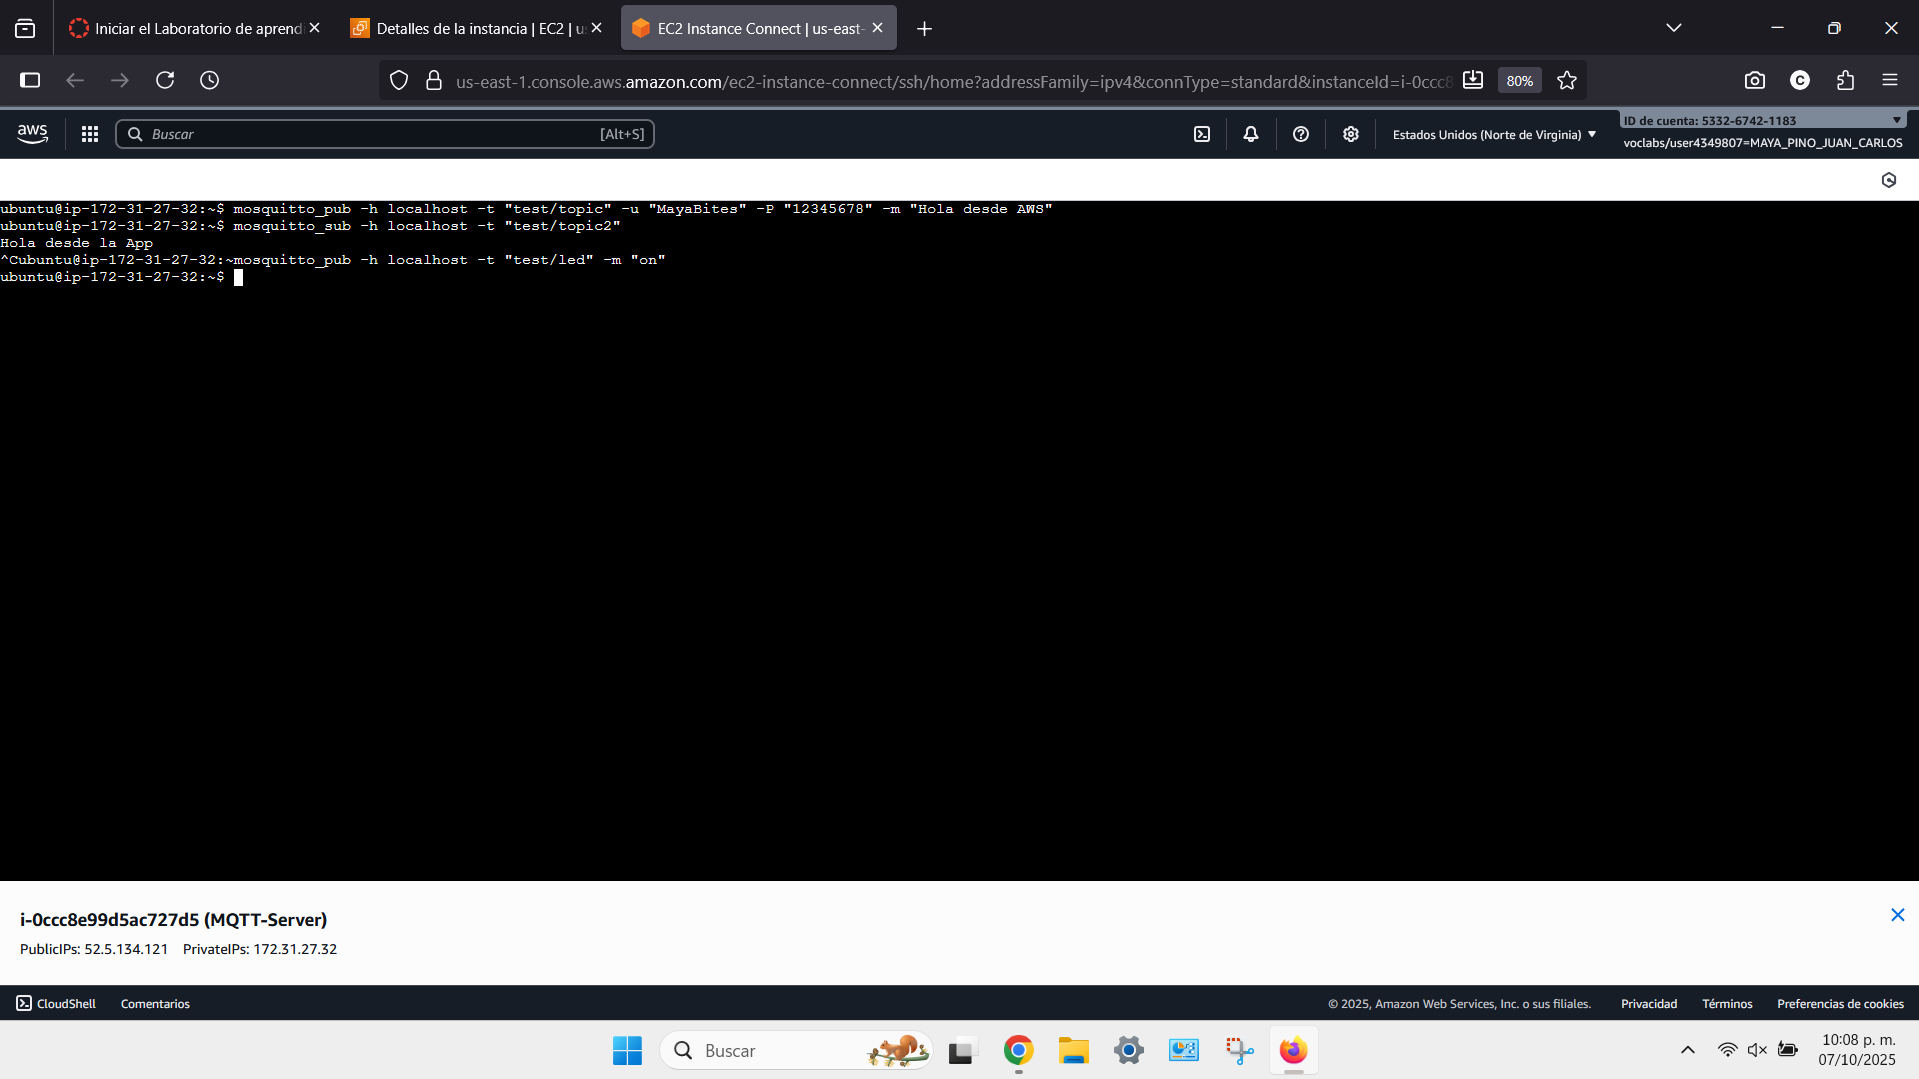 Iniciar el Laboratorio de aprend
Detalles de la instancia | EC2 | u
EC2 Instance Connect | us-east-
us-east-1.console.aws.amazon.com/ec2-instance-connect/ssh/home?addressFamily=ipv4&connType=standard&instanceId=i-0ccc8
80%
C
aws
Buscar
[Alt+S]
Estados Unidos (Norte de Virginia)
ID de cuenta: 5332-6742-1183
voclabs/user4349807=MAYA_PINO_JUAN_CARLOS
ubuntu@ip-172-31-27-32:~$ mosquitto_pub -h localhost -t "test/topic" -u "MayaBites" -P "12345678" -m "Hola desde AWS"
ubuntu@ip-172-31-27-32:~$ mosquitto_sub -h localhost -t "test/topic2"
Hola desde la App
^Cubuntu@ip-172-31-27-32:~mosquitto_pub -h localhost -t "test/led" -m "on"
ubuntu@ip-172-31-27-32:~$
i-0ccc8e99d5ac727d5 (MQTT-Server)
PublicIPs: 52.5.134.121 PrivateIPs: 172.31.27.32
CloudShell Comentarios © 2025, Amazon Web Services, Inc. o sus filiales. Privacidad Términos Preferencias de cookies
Buscar
10:08 p. m.
07/10/2025